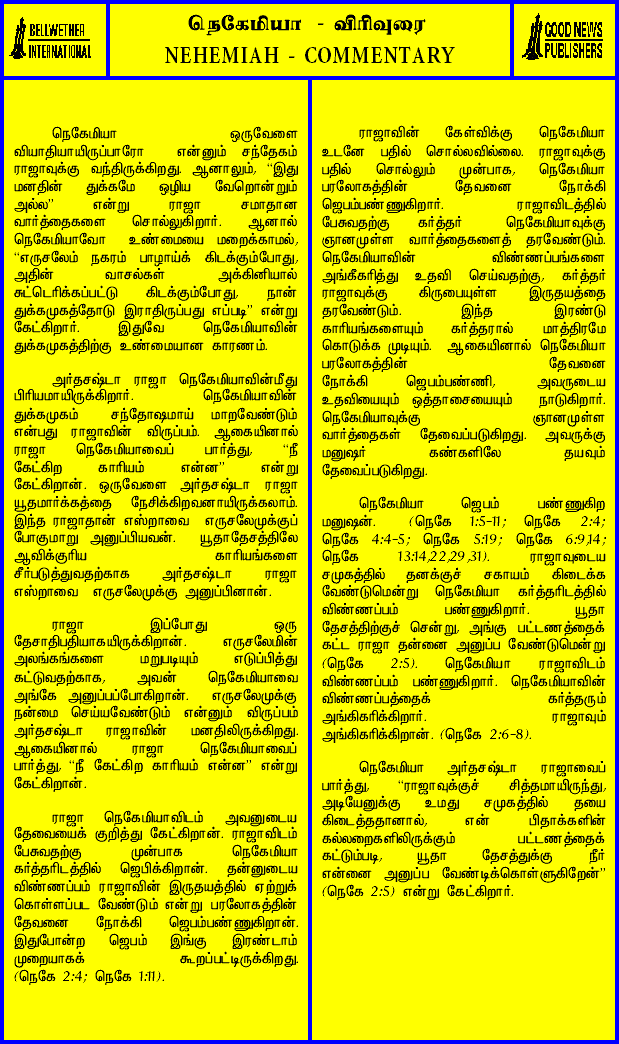 BELLWETHER
INTERNATIONAL
நெகேமியா - விரிவுரை
NEHEMIAH - COMMENTARY
GOOD NEWS
PUBLISHERS
நெகேமியா ஒருவேளை
வியாதியாயிருப்பாரோ என்னும் சந்தேகம்
ராஜாவுக்கு வந்திருக்கிறது. ஆனாலும், “இது
மனதின் துக்கமே ஒழிய வேறொன்றும்
அல்ல” என்று ராஜா சமாதான
வார்த்தைகளை சொல்லுகிறார். ஆனால்
நெகேமியாவோ உண்மையை மறைக்காமல்,
“எருசலேம் நகரம் பாழாய்க் கிடக்கும்போது,
அதின் வாசல்கள் அக்கினியால்
சுட்டெரிக்கப்பட்டு கிடக்கும்போது, நான்
துக்கமுகத்தோடு இராதிருப்பது எப்படி” என்று
கேட்கிறார். இதுவே நெகேமியாவின்
துக்கமுகத்திற்கு உண்மையான காரணம்.
அர்தசஷ்டா ராஜா நெகேமியாவின்மீது
பிரியமாயிருக்கிறார். நெகேமியாவின்
துக்கமுகம் சந்தோஷமாய் மாறவேண்டும்
என்பது ராஜாவின் விருப்பம். ஆகையினால்
ராஜா நெகேமியாவைப் பார்த்து, “நீ
கேட்கிற காரியம் என்ன” என்று
கேட்கிறான். ஒருவேளை அர்தசஷ்டா ராஜா
யூதமார்க்கத்தை நேசிக்கிறவனாயிருக்கலாம்.
இந்த ராஜாதான் எஸ்றாவை எருசலேமுக்குப்
போகுமாறு அனுப்பியவன். யூதாதேசத்திலே
ஆவிக்குரிய காரியங்களை
சீர்படுத்துவதற்காக அர்தசஷ்டா ராஜா
எஸ்றாவை எருசலேமுக்கு அனுப்பினான்.
ராஜா இப்போது ஒரு
தேசாதிபதியாகயிருக்கிறான். எருசலேமின்
அலங்கங்களை மறுபடியும் எடுப்பித்து
கட்டுவதற்காக, அவன் நெகேமியாவை
அங்கே அனுப்பப்போகிறான். எருசலேமுக்கு
நன்மை செய்யவேண்டும் என்னும் விருப்பம்
அர்தசஷ்டா ராஜாவின் மனதிலிருக்கிறது.
ஆகையினால் ராஜா நெகேமியாவைப்
பார்த்து, “நீ கேட்கிற காரியம் என்ன” என்று
கேட்கிறான்.
ராஜா நெகேமியாவிடம் அவனுடைய
தேவையைக் குறித்து கேட்கிறான். ராஜாவிடம்
பேசுவதற்கு முன்பாக நெகேமியா
கர்த்தரிடத்தில் ஜெபிக்கிறான். தன்னுடைய
விண்ணப்பம் ராஜாவின் இருதயத்தில் ஏற்றுக்
கொள்ளப்பட வேண்டும் என்று பரலோகத்தின்
தேவனை நோக்கி ஜெபம்பண்ணுகிறான்.
இதுபோன்ற ஜெபம் இங்கு இரண்டாம்
முறையாகக் கூறப்பட்டிருக்கிறது.
(நெகே 2:4; நெகே 1:11).
ராஜாவின் கேள்விக்கு நெகேமியா
உடனே பதில் சொல்லவில்லை. ராஜாவுக்கு
பதில் சொல்லும் முன்பாக, நெகேமியா
பரலோகத்தின் தேவனை நோக்கி
ஜெபம்பண்ணுகிறார். ராஜாவிடத்தில்
பேசுவதற்கு கர்த்தர் நெகேமியாவுக்கு
ஞானமுள்ள வார்த்தைகளைத் தரவேண்டும்.
நெகேமியாவின் விண்ணப்பங்களை
அங்கீகரித்து உதவி செய்வதற்கு, கர்த்தர்
ராஜாவுக்கு கிருபையுள்ள இருதயத்தை
தரவேண்டும். இந்த இரண்டு
காரியங்களையும் கர்த்தரால் மாத்திரமே
கொடுக்க முடியும். ஆகையினால் நெகேமியா
பரலோகத்தின் தேவனை
நோக்கி ஜெபம்பண்ணி, அவருடைய
உதவியையும் ஒத்தாசையையும் நாடுகிறார்.
நெகேமியாவுக்கு ஞானமுள்ள
வார்த்தைகள் தேவைப்படுகிறது. அவருக்கு
மனுஷர் கண்களிலே தயவும்
தேவைப்படுகிறது.
நெகேமியா ஜெபம் பண்ணுகிற
மனுஷன். (நெகே 1:5-11; நெகே 2:4;
நெகே 4:4-5; நெகே 5:19; நெகே 6:9,14;
நெகே 13:14,22,29,31). ராஜாவுடைய
சமுகத்தில் தனக்குச் சகாயம் கிடைக்க
வேண்டுமென்று நெகேமியா கர்த்தரிடத்தில்
விண்ணப்பம் பண்ணுகிறார். யூதா
தேசத்திற்குச் சென்று, அங்கு பட்டணத்தைக்
கட்ட ராஜா தன்னை அனுப்ப வேண்டுமென்று
(நெகே 2:5). நெகேமியா ராஜாவிடம்
விண்ணப்பம் பண்ணுகிறார். நெகேமியாவின்
விண்ணப்பத்தைக் கர்த்தரும்
அங்கிகரிக்கிறார். ராஜாவும்
அங்கிகரிக்கிறான். (நெகே 2:6-8).
நெகேமியா அர்தசஷ்டா ராஜாவைப்
பார்த்து, “ராஜாவுக்குச் சித்தமாயிருந்து,
அடியேனுக்கு உமது சமுகத்தில் தயை
கிடைத்ததானால், என் பிதாக்களின்
கல்லறைகளிலிருக்கும் பட்டணத்தைக்
கட்டும்படி, யூதா தேசத்துக்கு நீர்
என்னை அனுப்ப வேண்டிக்கொள்ளுகிறேன்”
(நெகே 2:5) என்று கேட்கிறார்.